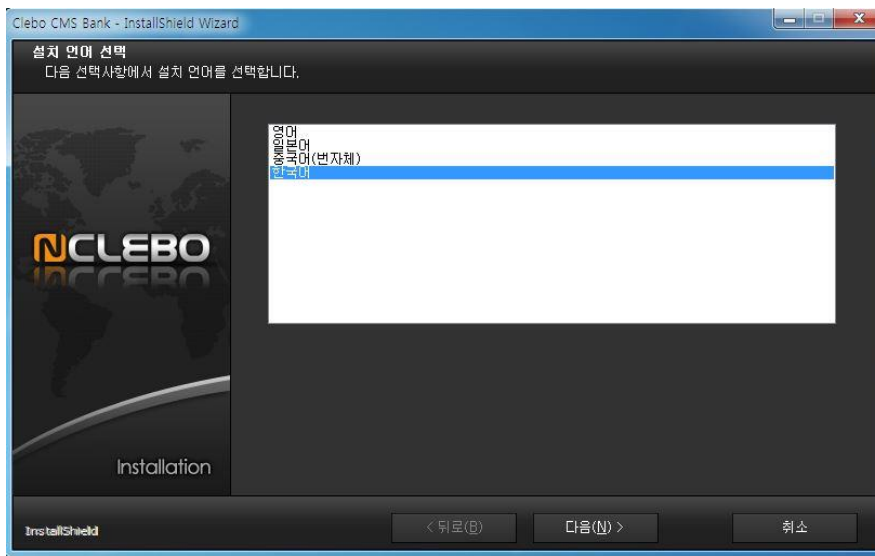 Clebo CMS Bank - InstallShield Wizard
설치 언어 선택
다음 선택사항에서 설치 언어를 선택합니다.
영어
일본어
중국어(번자체)
한국어
NCLEBO
Installation
InstallShield
< 뒤로(B)
다음(N) >
취소